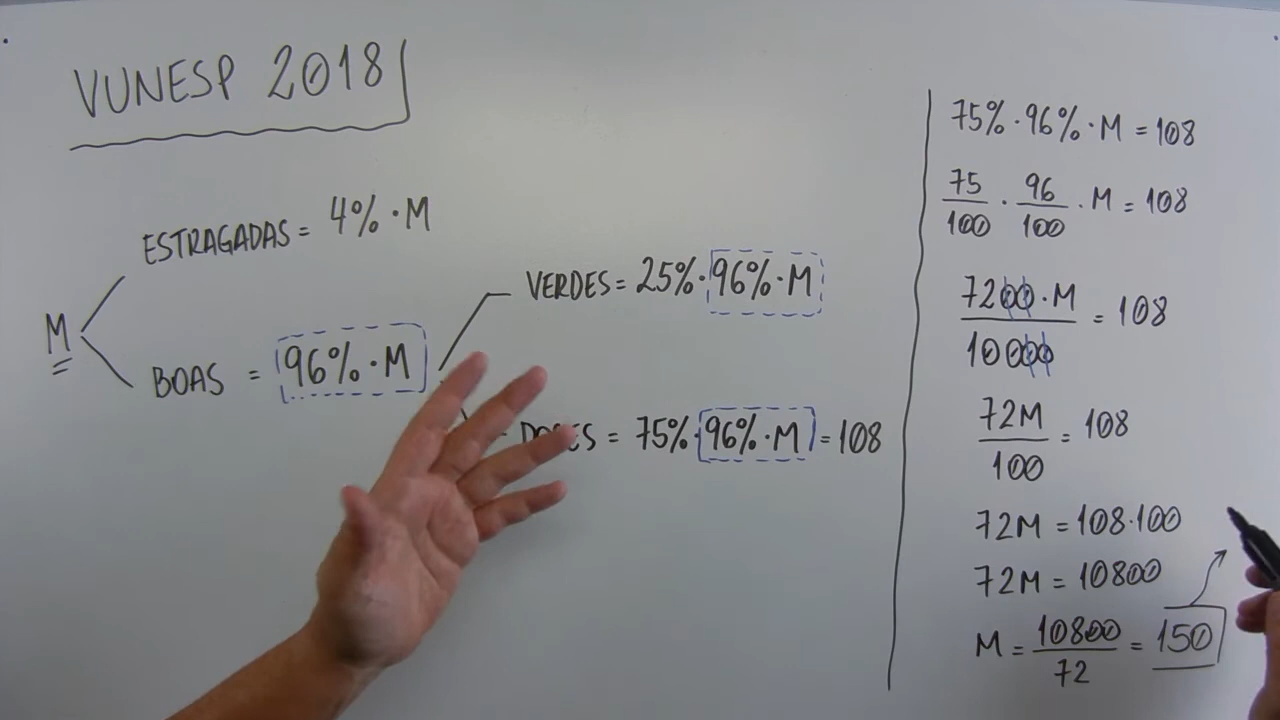 VUNESP 2018
ESTRAGADAS = 4% · M
M
BOAS = 96% · M
VERDES = 25% · 96% · M
= 75% · 96% · M = 108
75% · 96% · M = 108
75/100 · 96/100 · M = 108
7200 · M / 10000 = 108
72M / 100 = 108
72M = 108 · 100
72M = 10800
M = 10800 / 72 = 150